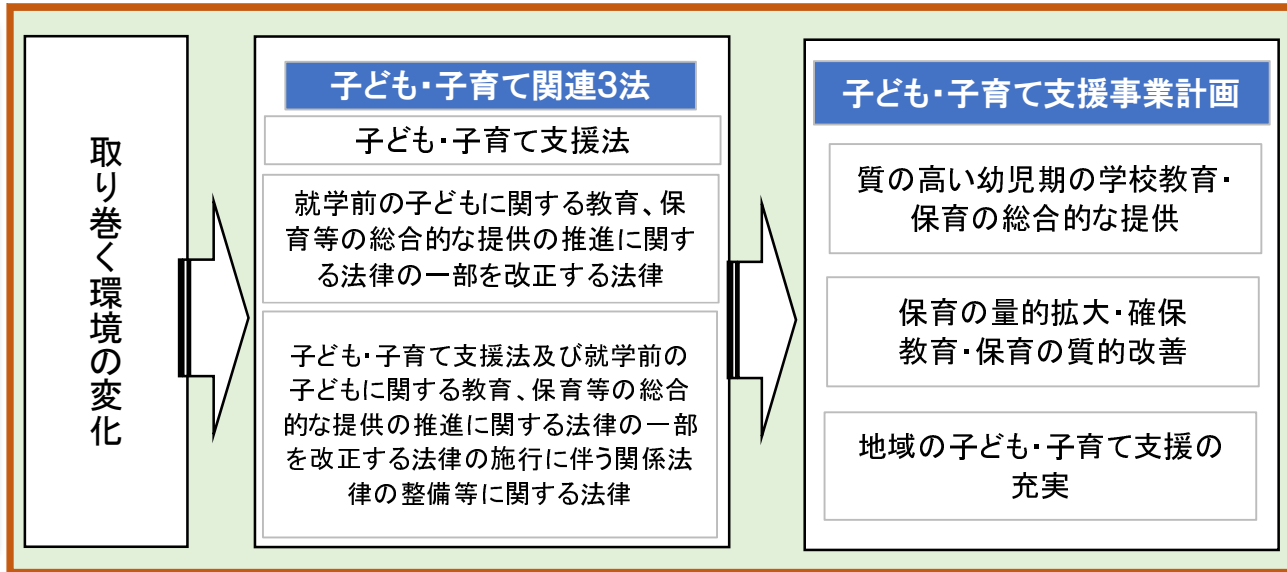 取り巻く環境の変化
子ども・子育て関連3法
子ども・子育て支援法
就学前の子どもに関する教育、保
育等の総合的な提供の推進に関す
る法律の一部を改正する法律
子ども・子育て支援法及び就学前の
子どもに関する教育、保育等の総合
的な提供の推進に関する法律の一部
を改正する法律の施行に伴う関係法
律の整備等に関する法律
子ども・子育て支援事業計画
質の高い幼児期の学校教育・
保育の総合的な提供
保育の量的拡大・確保
教育・保育の質的改善
地域の子ども・子育て支援の
充実